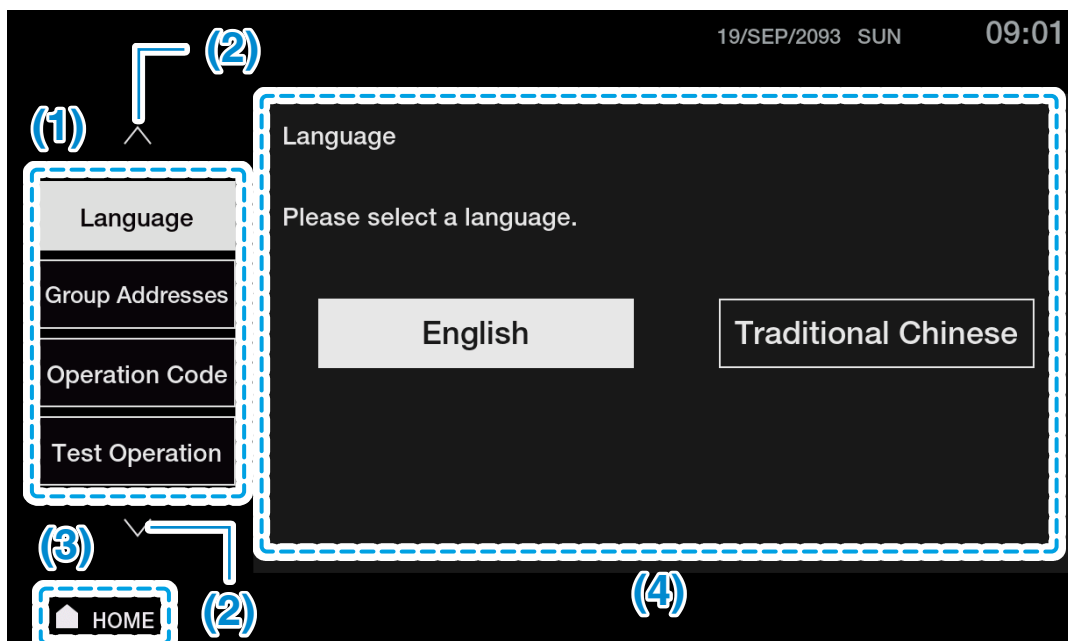 19/SEP/2093 SUN 09:01
(2)
(1)
Language
Please select a language.
Language
Group Addresses
Operation Code
Test Operation
English
Traditional Chinese
(3)
(2)
(4)
HOME